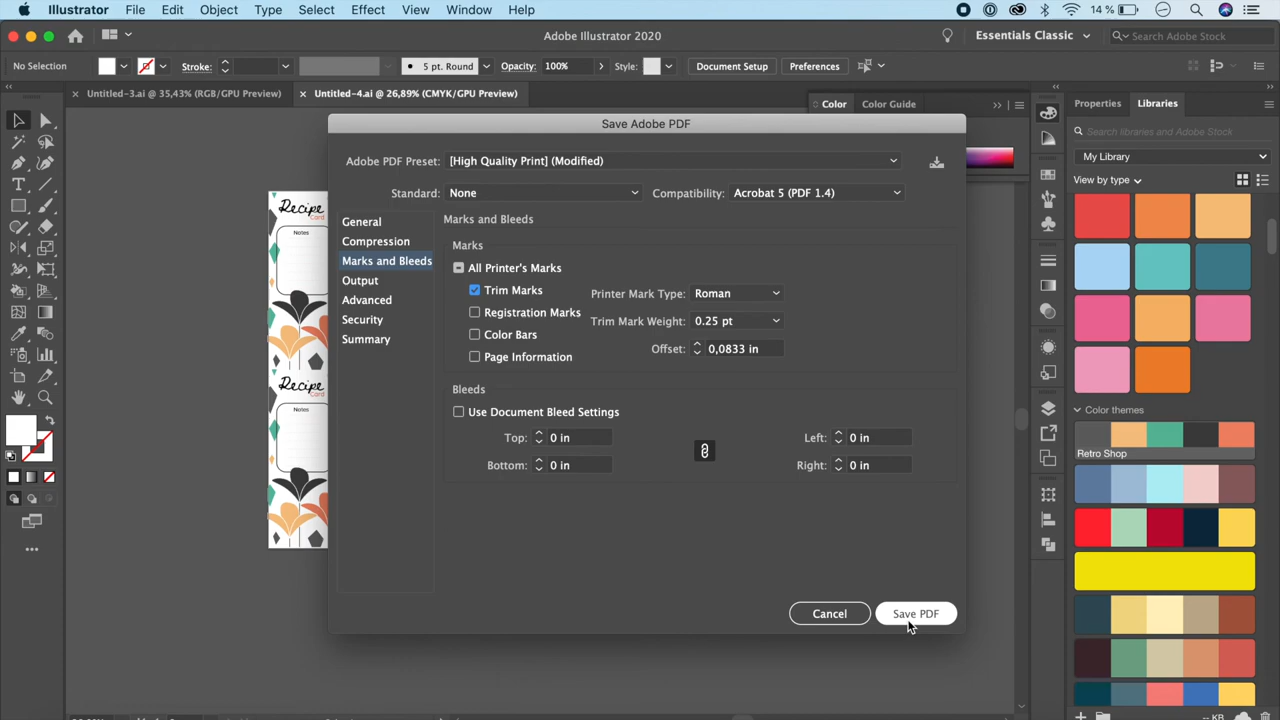 Illustrator File Edit Object Type Select Effect View Window Help 14 %
Adobe Illustrator 2020 Essentials Classic Search Adobe Stock
No Selection Stroke: 5 pt. Round Opacity: 100% Style: Document Setup Preferences
Untitled-3.ai @ 35,43% (RGB/GPU Preview) Untitled-4.ai @ 26,89% (CMYK/GPU Preview)
Color Color Guide Properties Libraries
Search libraries and Adobe Stock
My Library
View by type
Save Adobe PDF
Adobe PDF Preset: [High Quality Print] (Modified)
Standard: None Compatibility: Acrobat 5 (PDF 1.4)
General
Compression
Marks and Bleeds
Output
Advanced
Security
Summary
Marks and Bleeds
Marks
All Printer's Marks
Trim Marks Printer Mark Type: Roman
Registration Marks Trim Mark Weight: 0.25 pt
Color Bars Offset: 0,0833 in
Page Information
Bleeds
Use Document Bleed Settings
Top: 0 in Left: 0 in
Bottom: 0 in Right: 0 in
Cancel Save PDF
Recipe
Card
Notes
Recipe
Card
Notes
Color themes
Retro Shop
-- KB